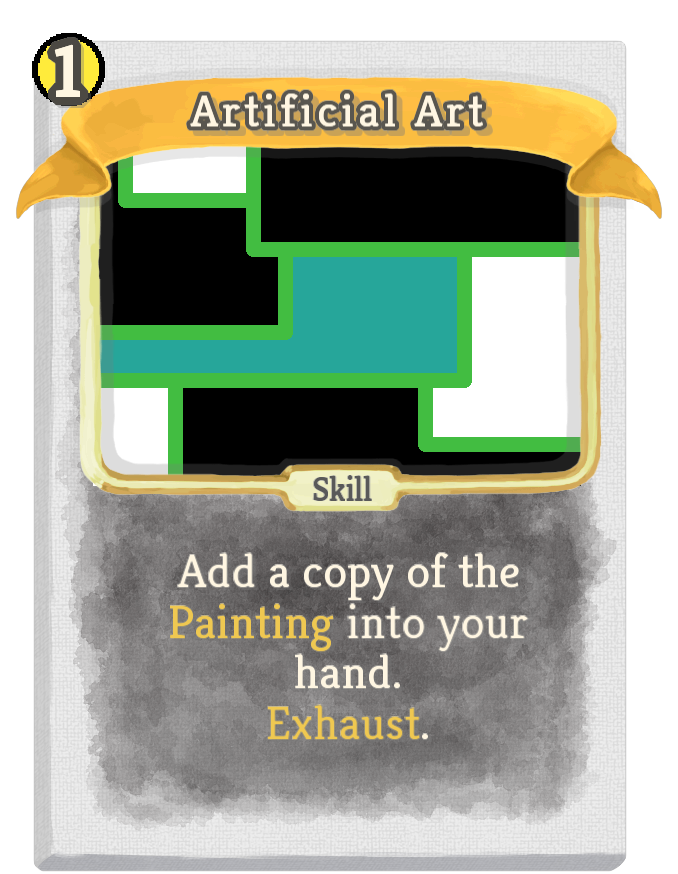 1
Artificial Art
Skill
Add a copy of the
Painting into your
hand.
Exhaust.